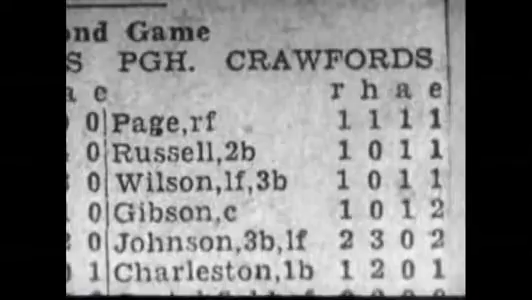 ond Game
S PGH. CRAWFORDS
a e r h a e
0 Page,rf 1 1 1 1
0 Russell,2b 1 0 1 1
0 Wilson,lf,3b 1 0 1 1
0 Gibson,c 1 0 1 2
0 Johnson,3b,lf 2 3 0 2
1 Charleston,1b 1 2 0 1